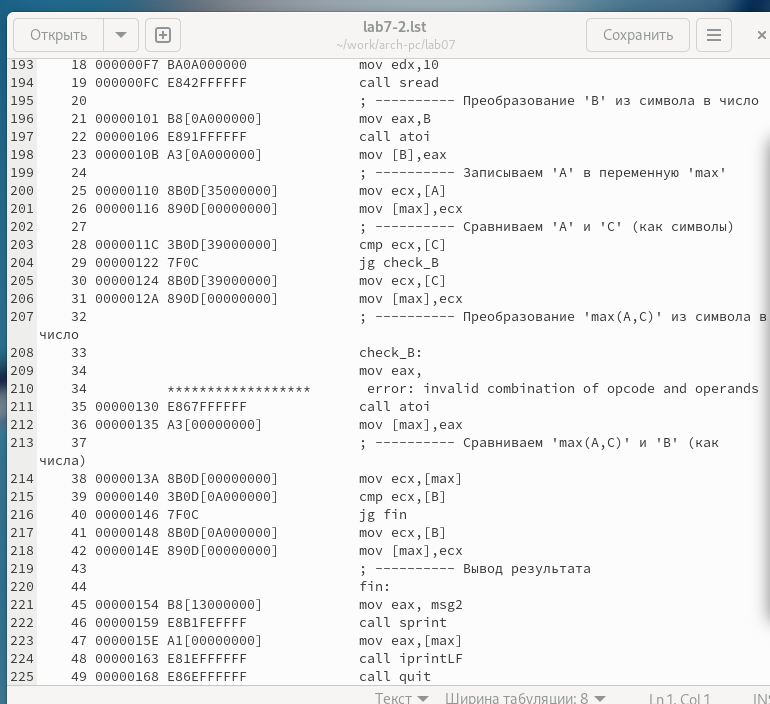 Открыть
lab7-2.lst
~/work/arch-pc/lab07
Сохранить
193 18 000000F7 BA0A000000 mov edx,10
194 19 000000FC E842FFFFFF call sread
195 20 ; ---------- Преобразование 'B' из символа в число
196 21 00000101 B8[0A000000] mov eax,B
197 22 00000106 E891FFFFFF call atoi
198 23 0000010B A3[0A000000] mov [B],eax
199 24 ; ---------- Записываем 'A' в переменную 'max'
200 25 00000110 8B0D[35000000] mov ecx,[A]
201 26 00000116 890D[00000000] mov [max],ecx
202 27 ; ---------- Сравниваем 'A' и 'С' (как символы)
203 28 0000011C 3B0D[39000000] cmp ecx,[C]
204 29 00000122 7F0C jg check_B
205 30 00000124 8B0D[39000000] mov ecx,[C]
206 31 0000012A 890D[00000000] mov [max],ecx
207 32 ; ---------- Преобразование 'max(A,C)' из символа в
число
208 33 check_B:
209 34 mov eax,
210 34 ****************** error: invalid combination of opcode and operands
211 35 00000130 E867FFFFFF call atoi
212 36 00000135 A3[00000000] mov [max],eax
213 37 ; ---------- Сравниваем 'max(A,C)' и 'B' (как
числа)
214 38 0000013A 8B0D[00000000] mov ecx,[max]
215 39 00000140 3B0D[0A000000] cmp ecx,[B]
216 40 00000146 7F0C jg fin
217 41 00000148 8B0D[0A000000] mov ecx,[B]
218 42 0000014E 890D[00000000] mov [max],ecx
219 43 ; ---------- Вывод результата
220 44 fin:
221 45 00000154 B8[13000000] mov eax, msg2
222 46 00000159 E8B1FEFFFF call sprint
223 47 0000015E A1[00000000] mov eax,[max]
224 48 00000163 E81EFFFFFF call iprintLF
225 49 00000168 E86EFFFFFF call quit
Текст Ширина табуляции: 8 Ln 1, Col 1 INS